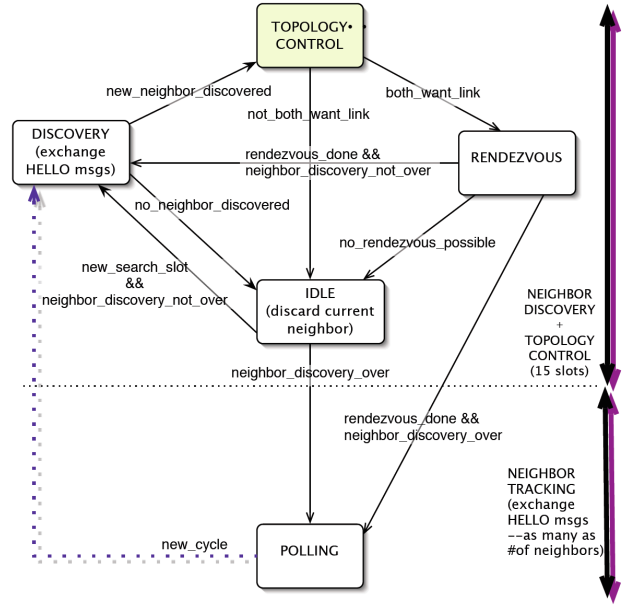 TOPOLOGY
CONTROL
new_neighbor_discovered
both_want_link
not_both_want_link
DISCOVERY
(exchange
HELLO msgs)
rendezvous_done &&
neighbor_discovery_not_over
RENDEZVOUS
no_neighbor_discovered
no_rendezvous_possible
new_search_slot
&&
neighbor_discovery_not_over
IDLE
(discard current
neighbor)
NEIGHBOR
DISCOVERY
+
TOPOLOGY
CONTROL
(15 slots)
neighbor_discovery_over
rendezvous_done &&
neighbor_discovery_over
NEIGHBOR
TRACKING
(exchange
HELLO msgs
--as many as
#of neighbors)
new_cycle
POLLING